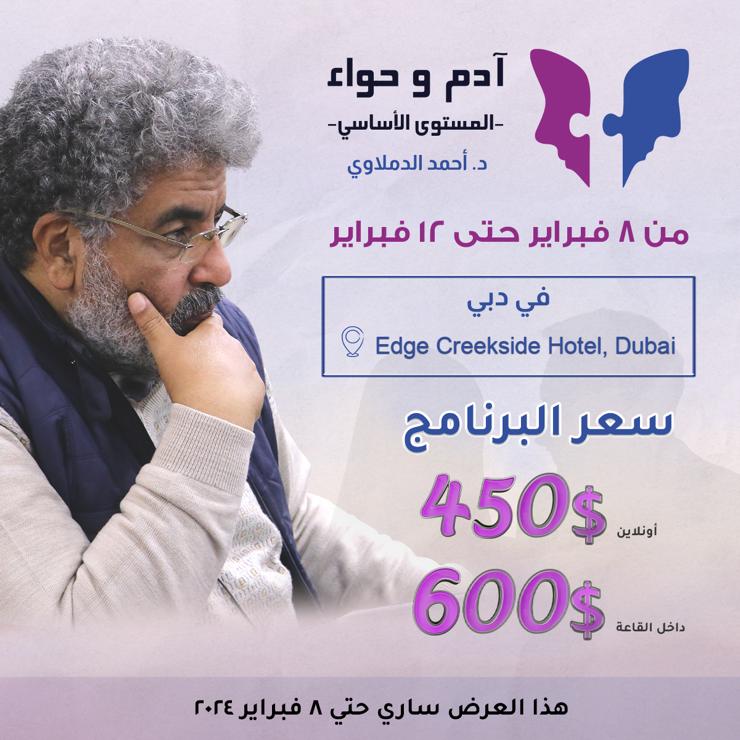 آدم و حواء
-المستوى الأساسي-
د. أحمد الدملاوي
من ٨ فبراير حتى ١٢ فبراير
في دبي
Edge Creekside Hotel, Dubai
سعر البرنامج
450$ أونلاين
600$ داخل القاعة
هذا العرض ساري حتي ٨ فبراير ٢٠٢٤